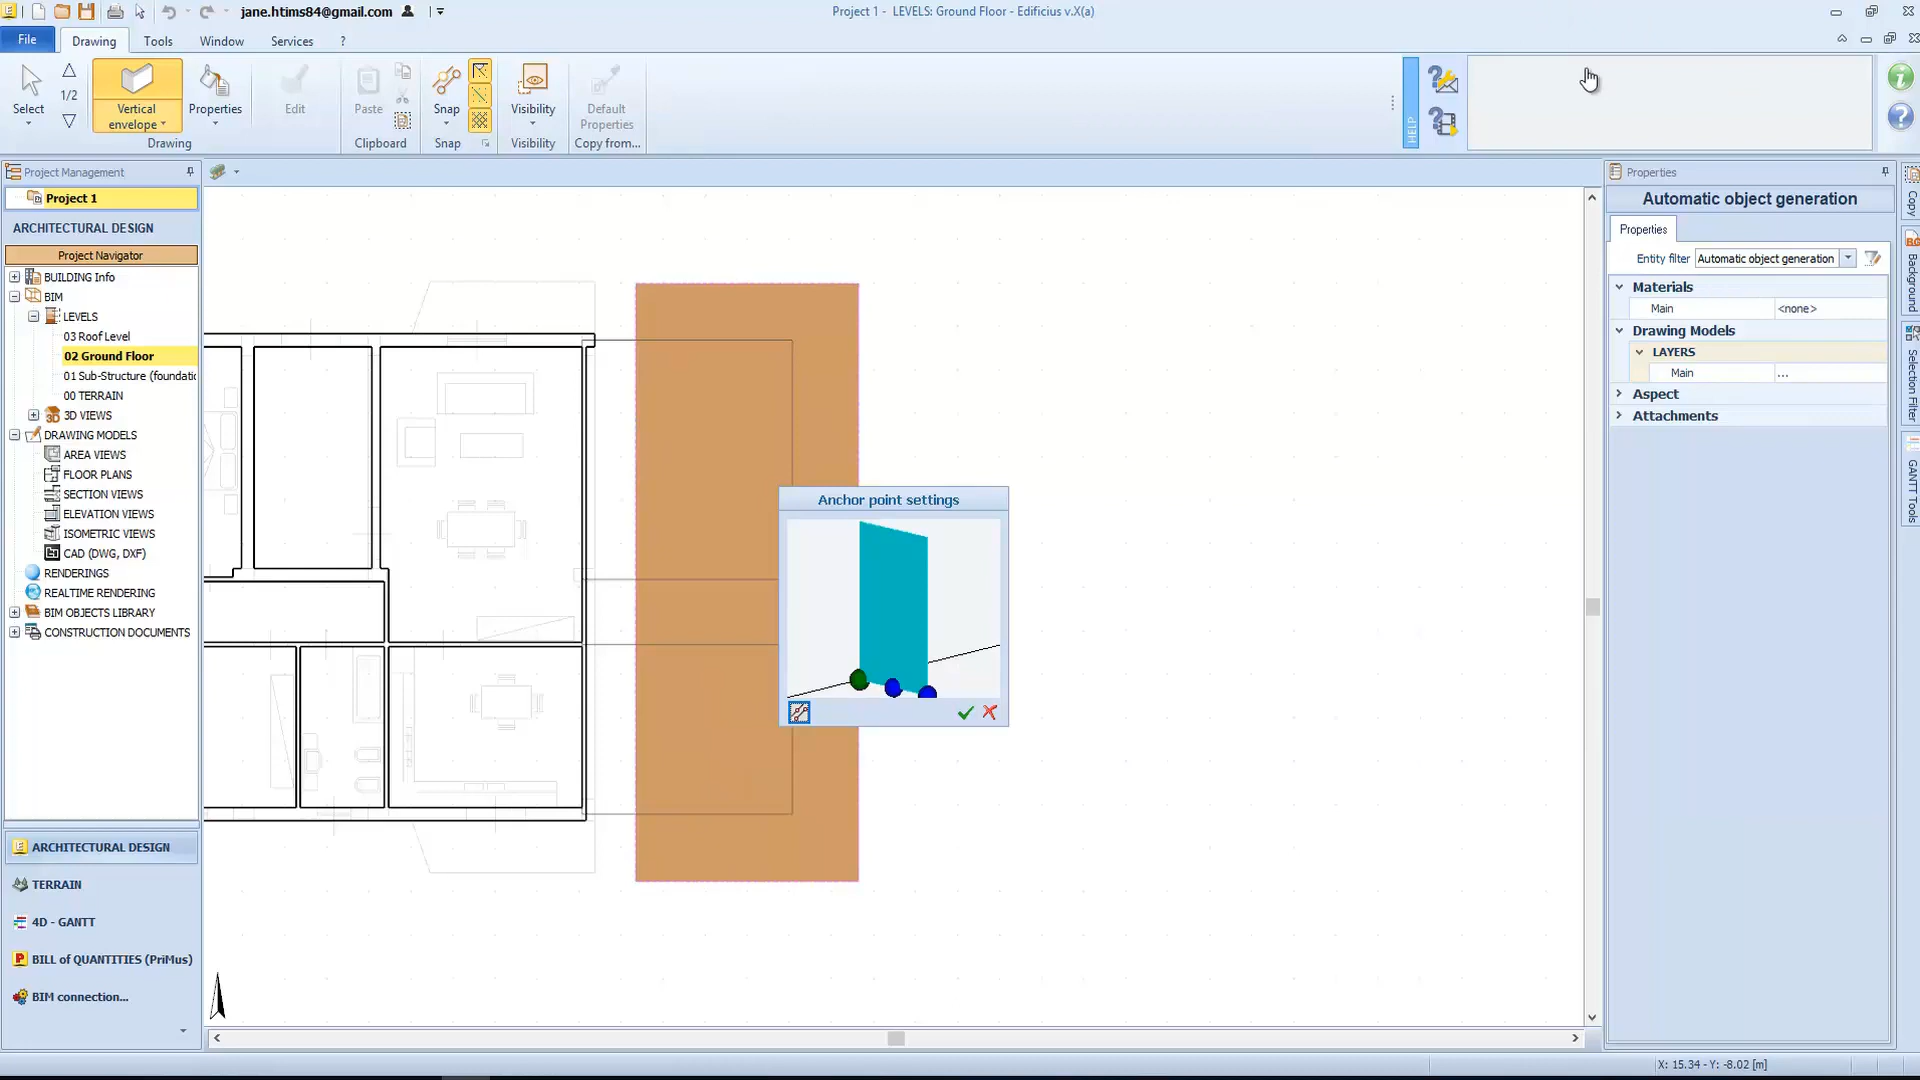 jane.htims84@gmail.com
Project 1 - LEVELS: Ground Floor - Edificius v.X(a)
File
Drawing
Tools
Window
Services
?
Select
1/2
Vertical
envelope
Properties
Edit
Drawing
Paste
Clipboard
Snap
Snap
Visibility
Visibility
Default
Properties
Copy from...
HELP
Project Management
Project 1
ARCHITECTURAL DESIGN
Project Navigator
BUILDING Info
BIM
LEVELS
03 Roof Level
02 Ground Floor
01 Sub-Structure (foundatic
00 TERRAIN
3D VIEWS
DRAWING MODELS
AREA VIEWS
FLOOR PLANS
SECTION VIEWS
ELEVATION VIEWS
ISOMETRIC VIEWS
CAD (DWG, DXF)
RENDERINGS
REALTIME RENDERING
BIM OBJECTS LIBRARY
CONSTRUCTION DOCUMENTS
ARCHITECTURAL DESIGN
TERRAIN
4D - GANTT
BILL of QUANTITIES (PriMus)
BIM connection...
Anchor point settings
Properties
Automatic object generation
Properties
Entity filter
Automatic object generation
Materials
Main
<none>
Drawing Models
LAYERS
Main
...
Aspect
Attachments
Copy
Background
Selection Filter
GANTT Tools
X: 15.34 - Y: -8.02 [m]